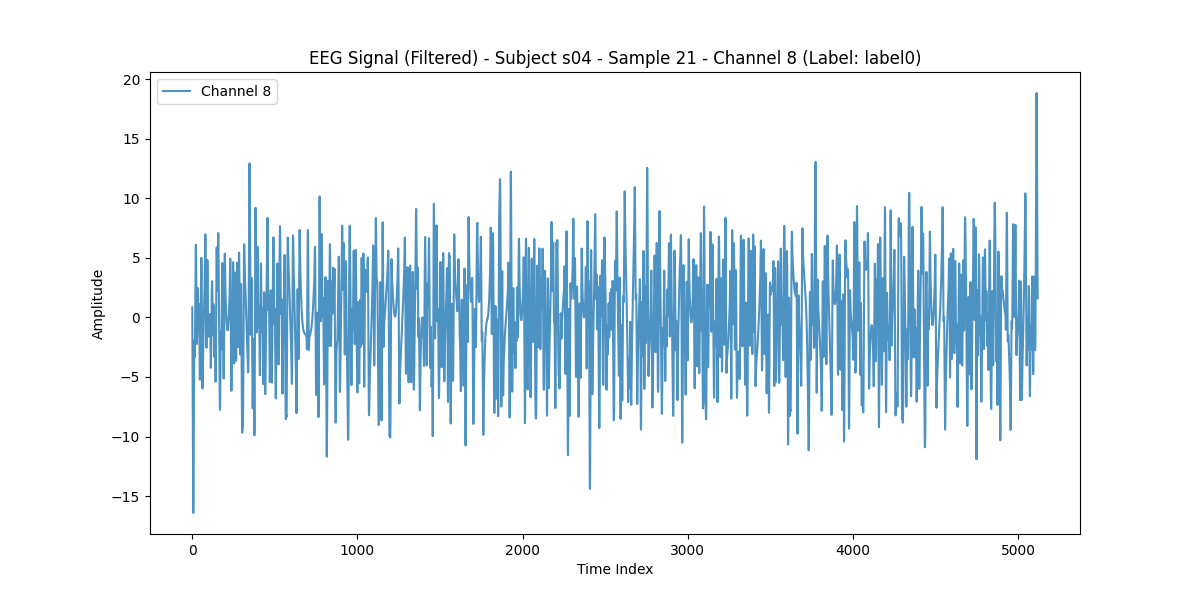 EEG Signal (Filtered) - Subject s04 - Sample 21 - Channel 8 (Label: label0)
Channel 8
20
15
10
5
0
−5
−10
−15
Amplitude
0 1000 2000 3000 4000 5000
Time Index